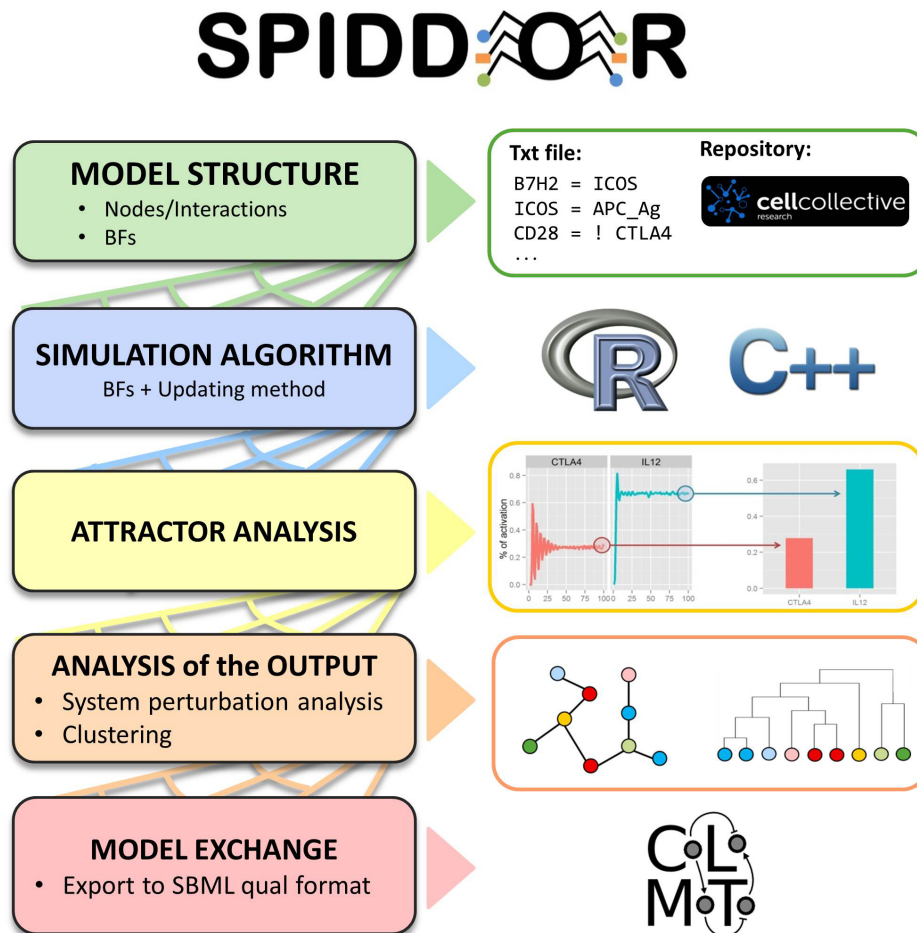 SPIDDOR
MODEL STRUCTURE
• Nodes/Interactions
• BFs
Txt file:
B7H2 = ICOS
ICOS = APC_Ag
CD28 = ! CTLA4
...
Repository:
cellcollective
research
SIMULATION ALGORITHM
BFs + Updating method
R
C++
ATTRACTOR ANALYSIS
CTLA4
IL12
% of activation
0.8
0.6
0.4
0.2
0.0
0 25 50 75 100
0 25 50 75 100
0.6
0.4
0.2
0.0
CTLA4 IL12
ANALYSIS of the OUTPUT
• System perturbation analysis
• Clustering
MODEL EXCHANGE
• Export to SBML qual format
CoLo
MoTo